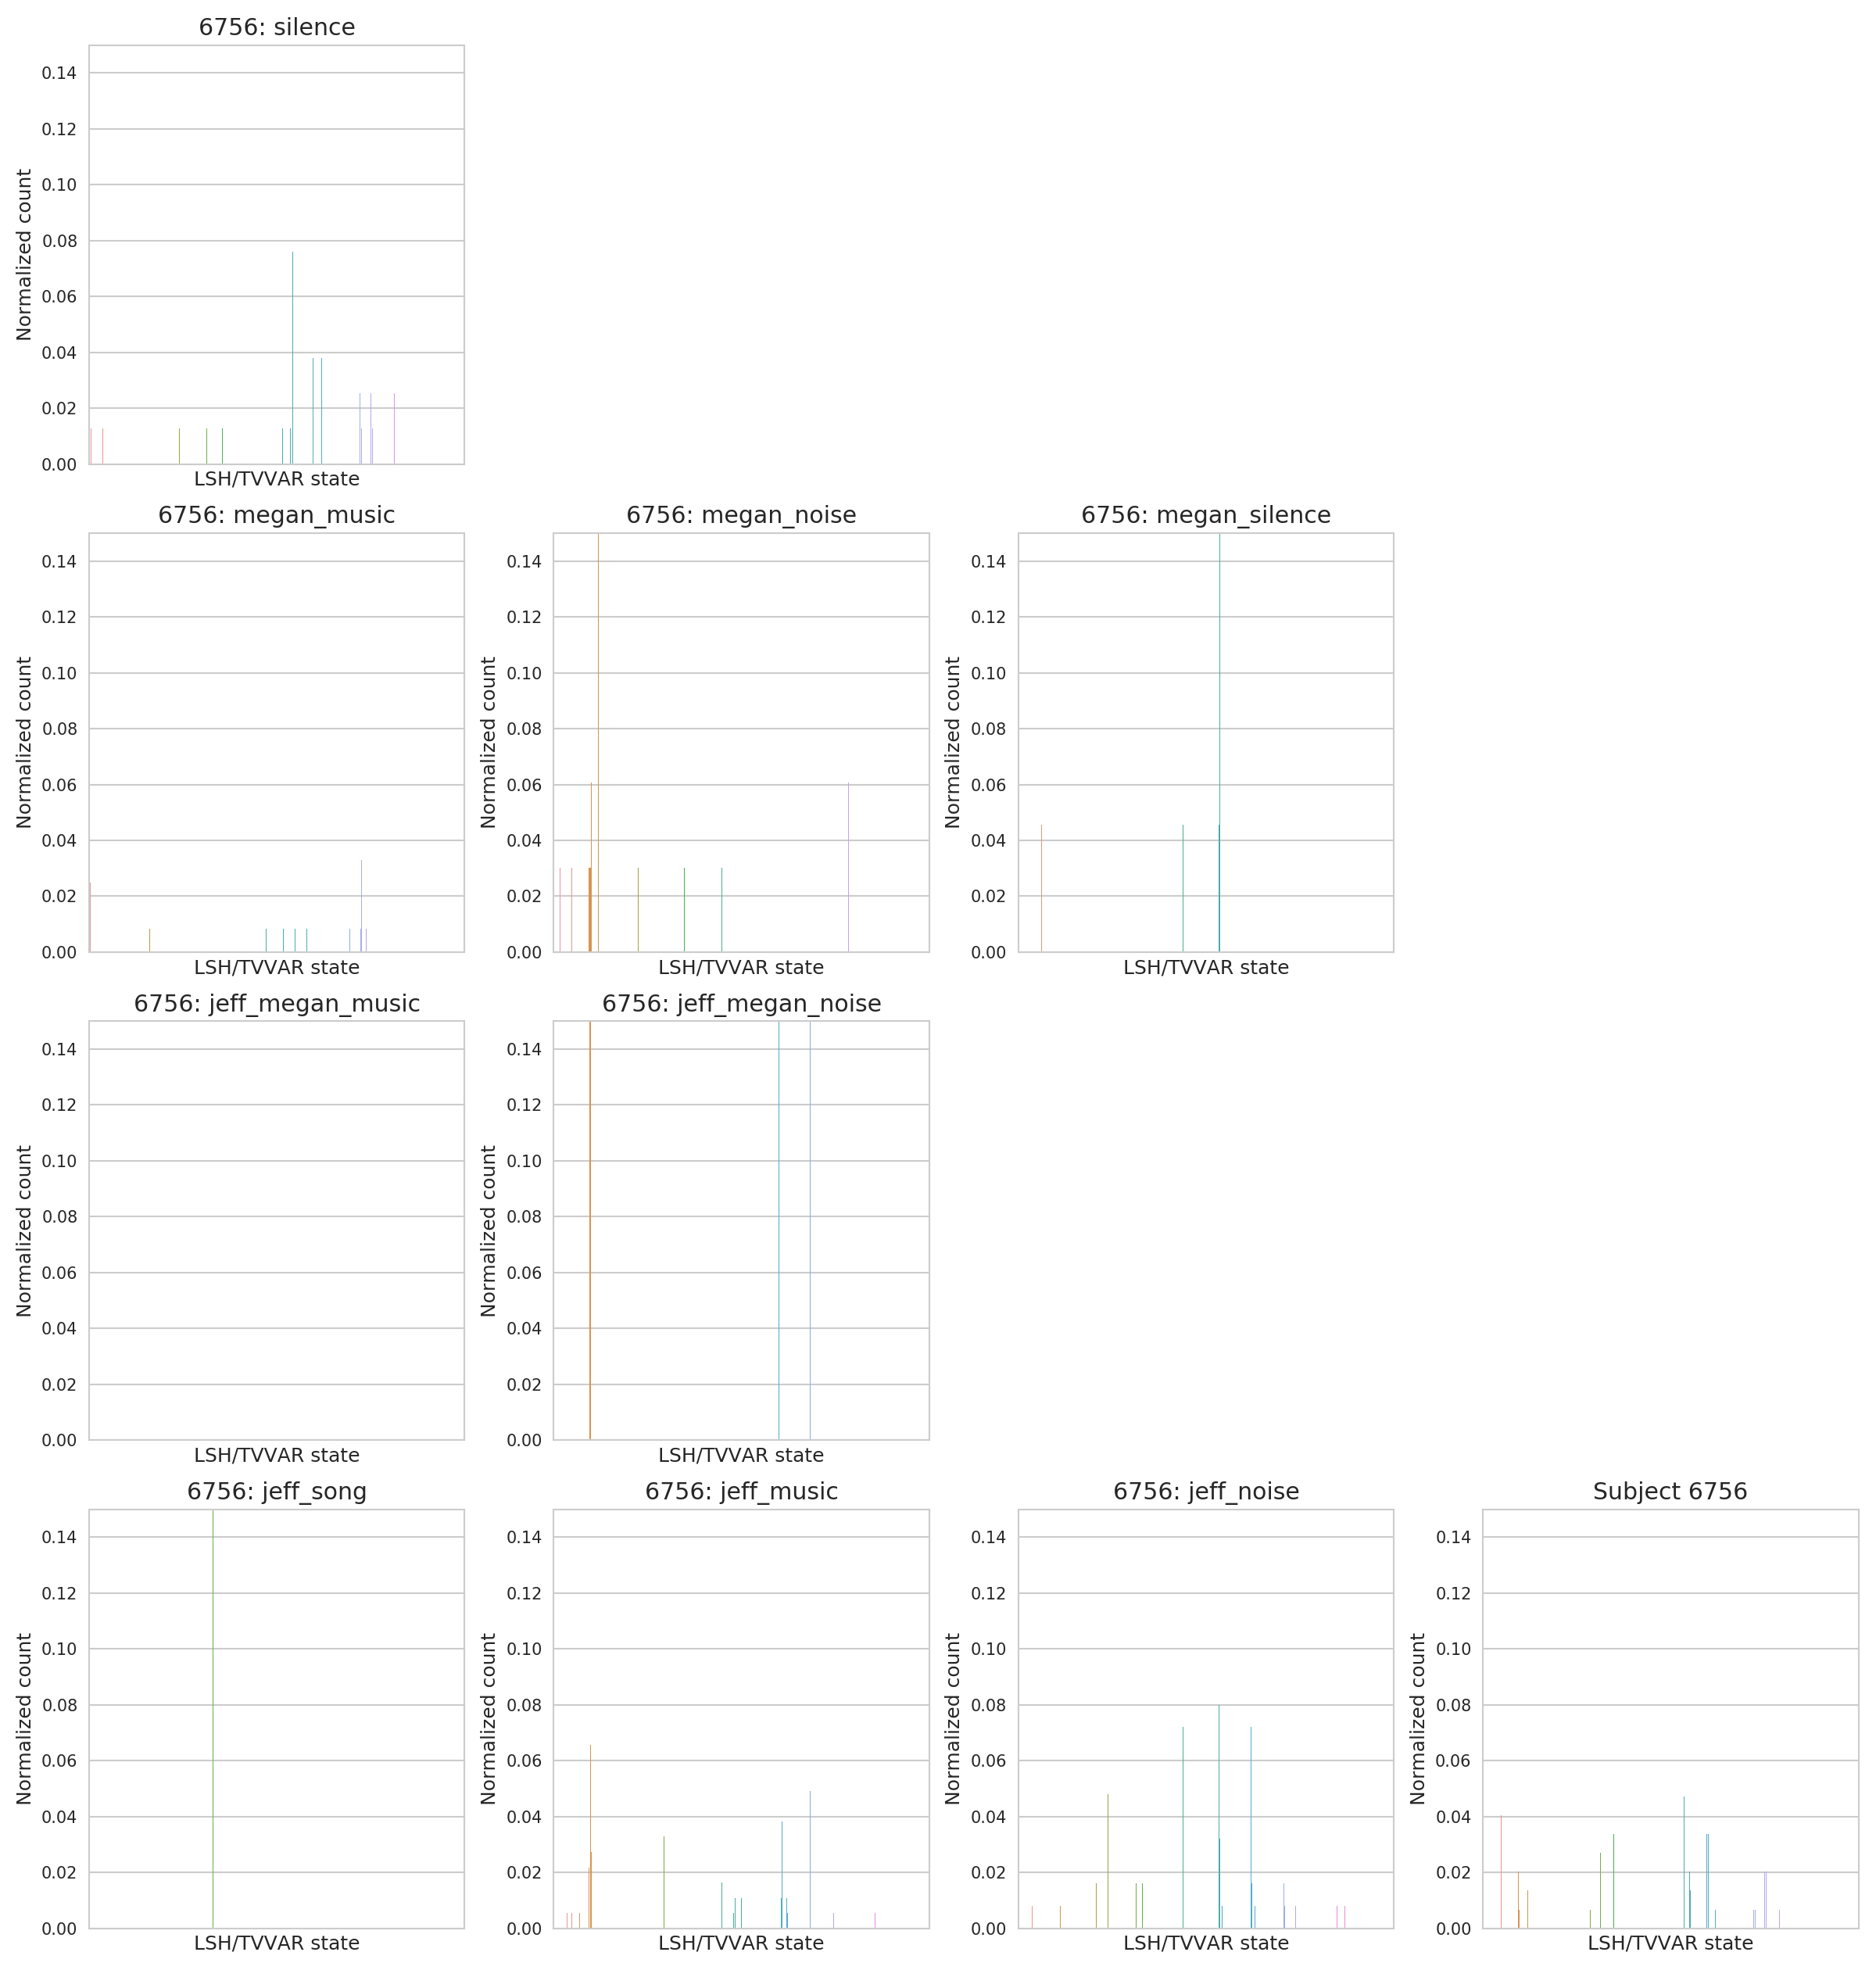 6756: silence
0.14
0.12
0.10
0.08
0.06
0.04
0.02
0.00
Normalized count
LSH/TVVAR state
6756: megan_music
0.14
0.12
0.10
0.08
0.06
0.04
0.02
0.00
Normalized count
LSH/TVVAR state
6756: megan_noise
0.14
0.12
0.10
0.08
0.06
0.04
0.02
0.00
Normalized count
LSH/TVVAR state
6756: megan_silence
0.14
0.12
0.10
0.08
0.06
0.04
0.02
0.00
Normalized count
LSH/TVVAR state
6756: jeff_megan_music
0.14
0.12
0.10
0.08
0.06
0.04
0.02
0.00
Normalized count
LSH/TVVAR state
6756: jeff_megan_noise
0.14
0.12
0.10
0.08
0.06
0.04
0.02
0.00
Normalized count
LSH/TVVAR state
6756: jeff_song
0.14
0.12
0.10
0.08
0.06
0.04
0.02
0.00
Normalized count
LSH/TVVAR state
6756: jeff_music
0.14
0.12
0.10
0.08
0.06
0.04
0.02
0.00
Normalized count
LSH/TVVAR state
6756: jeff_noise
0.14
0.12
0.10
0.08
0.06
0.04
0.02
0.00
Normalized count
LSH/TVVAR state
Subject 6756
0.14
0.12
0.10
0.08
0.06
0.04
0.02
0.00
Normalized count
LSH/TVVAR state